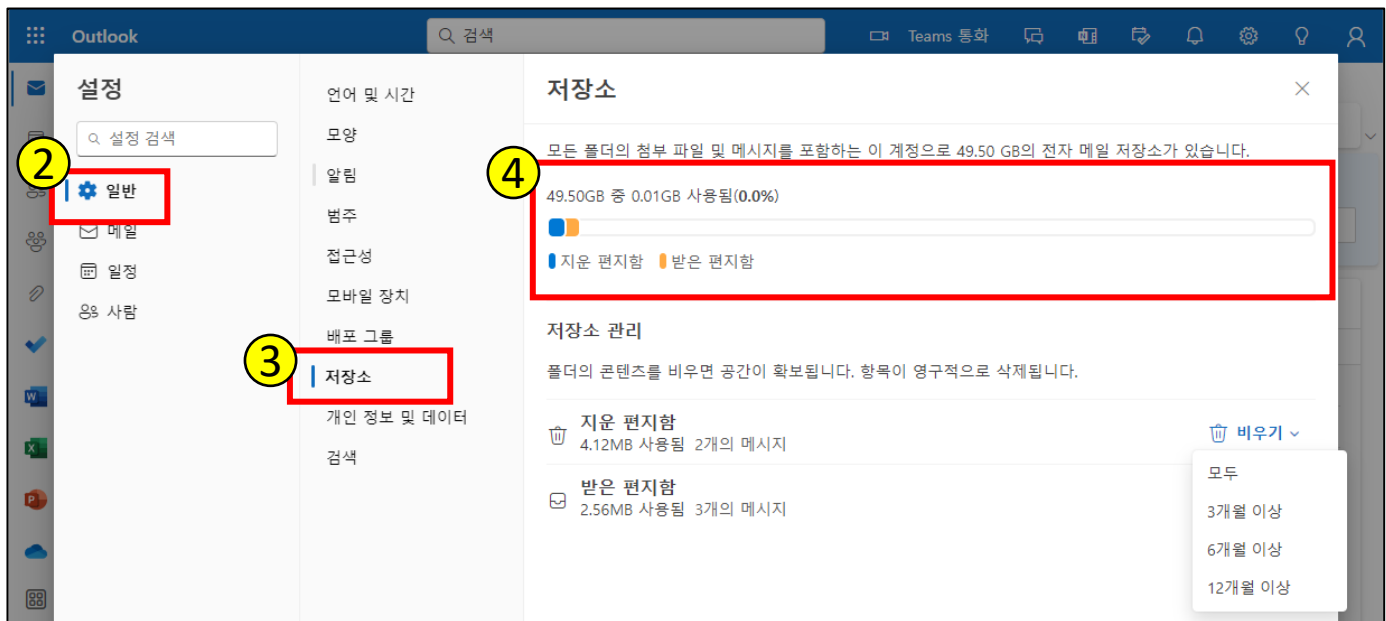 Outlook
검색
Teams 통화
설정
설정 검색
②
일반
메일
일정
사람
언어 및 시간
모양
알림
범주
접근성
모바일 장치
배포 그룹
③
저장소
개인 정보 및 데이터
검색
저장소
모든 폴더의 첨부 파일 및 메시지를 포함하는 이 계정으로 49.50 GB의 전자 메일 저장소가 있습니다.
④
49.50GB 중 0.01GB 사용됨(0.0%)
지운 편지함 받은 편지함
저장소 관리
폴더의 콘텐츠를 비우면 공간이 확보됩니다. 항목이 영구적으로 삭제됩니다.
지운 편지함
4.12MB 사용됨 2개의 메시지
비우기
모두
3개월 이상
6개월 이상
12개월 이상
받은 편지함
2.56MB 사용됨 3개의 메시지